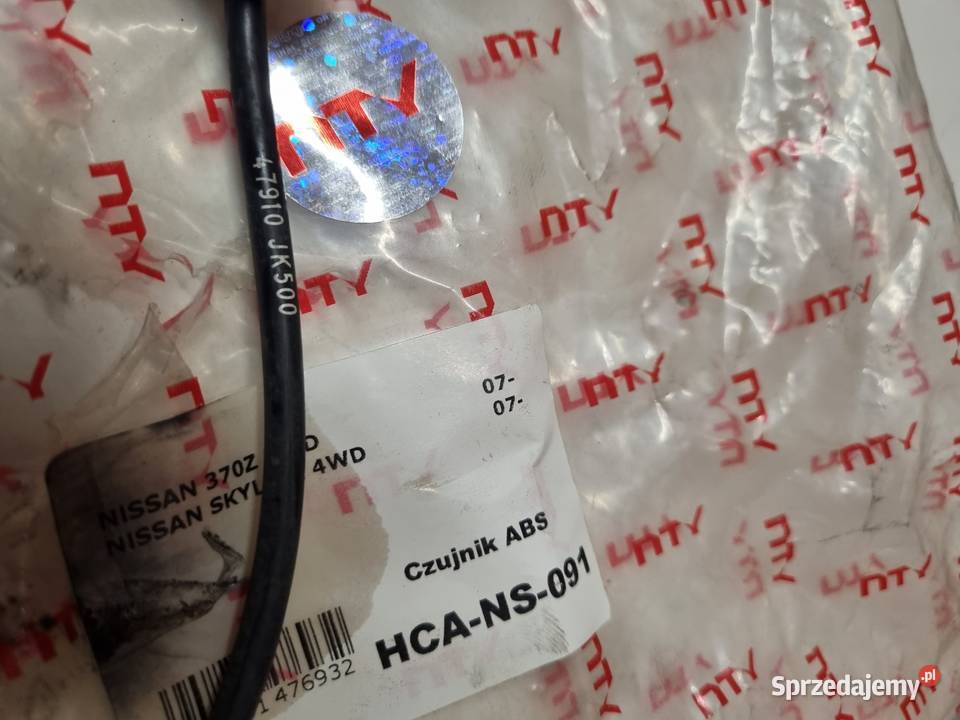 NTY
47910 JK500
07-
07-
NISSAN 370Z
NISSAN SKYL 4WD
Czujnik ABS
HCA-NS-091
1 476932
Sprzedajemy.pl